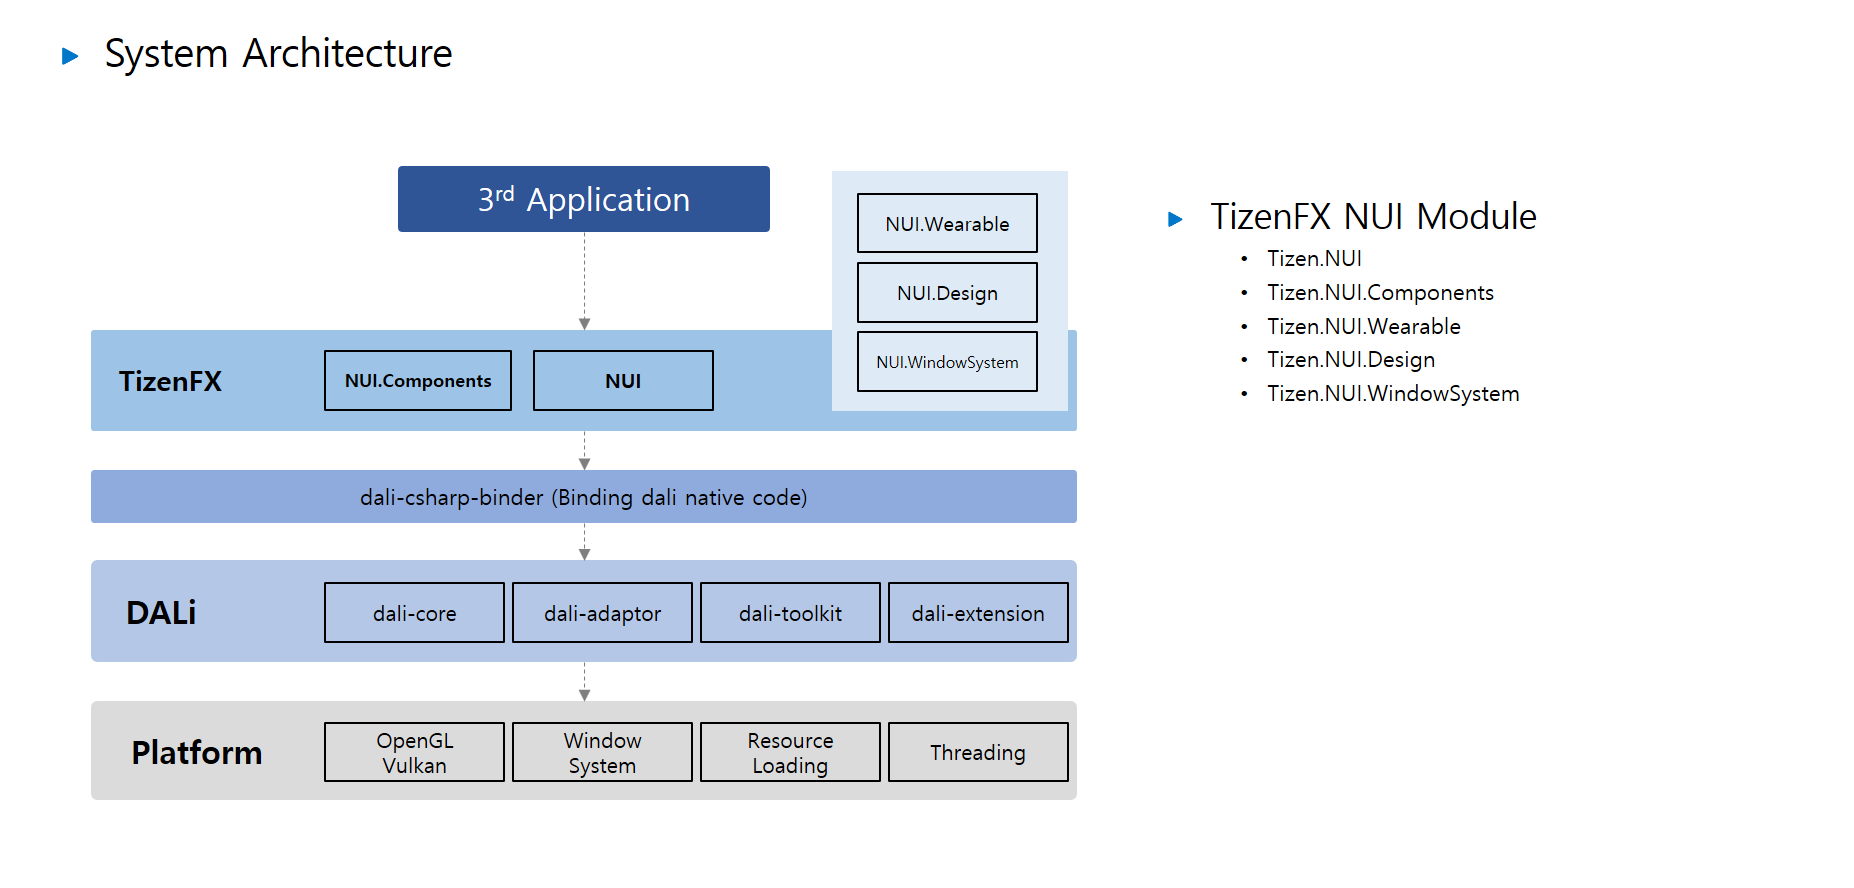 System Architecture
3rd Application
NUI.Wearable
NUI.Design
NUI.WindowSystem
TizenFX
NUI.Components
NUI
dali-csharp-binder (Binding dali native code)
DALi
dali-core
dali-adaptor
dali-toolkit
dali-extension
Platform
OpenGL
Vulkan
Window
System
Resource
Loading
Threading
TizenFX NUI Module
• Tizen.NUI
• Tizen.NUI.Components
• Tizen.NUI.Wearable
• Tizen.NUI.Design
• Tizen.NUI.WindowSystem